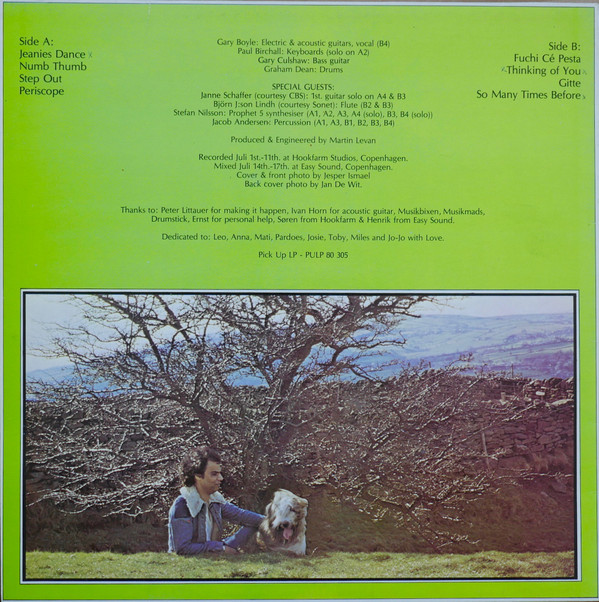 Side A:
Jeanies Dance
Numb Thumb
Step Out
Periscope
Gary Boyle: Electric & acoustic guitars, vocal (B4)
Paul Birchall: Keyboards (solo on A2)
Gary Culshaw: Bass guitar
Graham Dean: Drums
SPECIAL GUESTS:
Janne Schaffer (courtesy CBS): 1st. guitar solo on A4 & B3
Björn J:son Lindh (courtesy Sonet): Flute (B2 & B3)
Stefan Nilsson: Prophet 5 synthesiser (A1, A2, A3, A4 (solo), B3, B4 (solo))
Jacob Andersen: Percussion (A1, A3, B1, B2, B3, B4)
Produced & Engineered by Martin Levan
Recorded Juli 1st.-11th. at Hookfarm Studios, Copenhagen.
Mixed Juli 14th.-17th. at Easy Sound, Copenhagen.
Cover & front photo by Jesper Ismael
Back cover photo by Jan De Wit.
Thanks to: Peter Littauer for making it happen, Ivan Horn for acoustic guitar, Musikbixen, Musikmads,
Drumstick, Ernst for personal help, Søren from Hookfarm & Henrik from Easy Sound.
Dedicated to: Leo, Anna, Mati, Pardoes, Josie, Toby, Miles and Jo-Jo with Love.
Pick Up LP - PULP 80 305
Side B:
Fuchi Cé Pesta
Thinking of You
Gitte
So Many Times Before